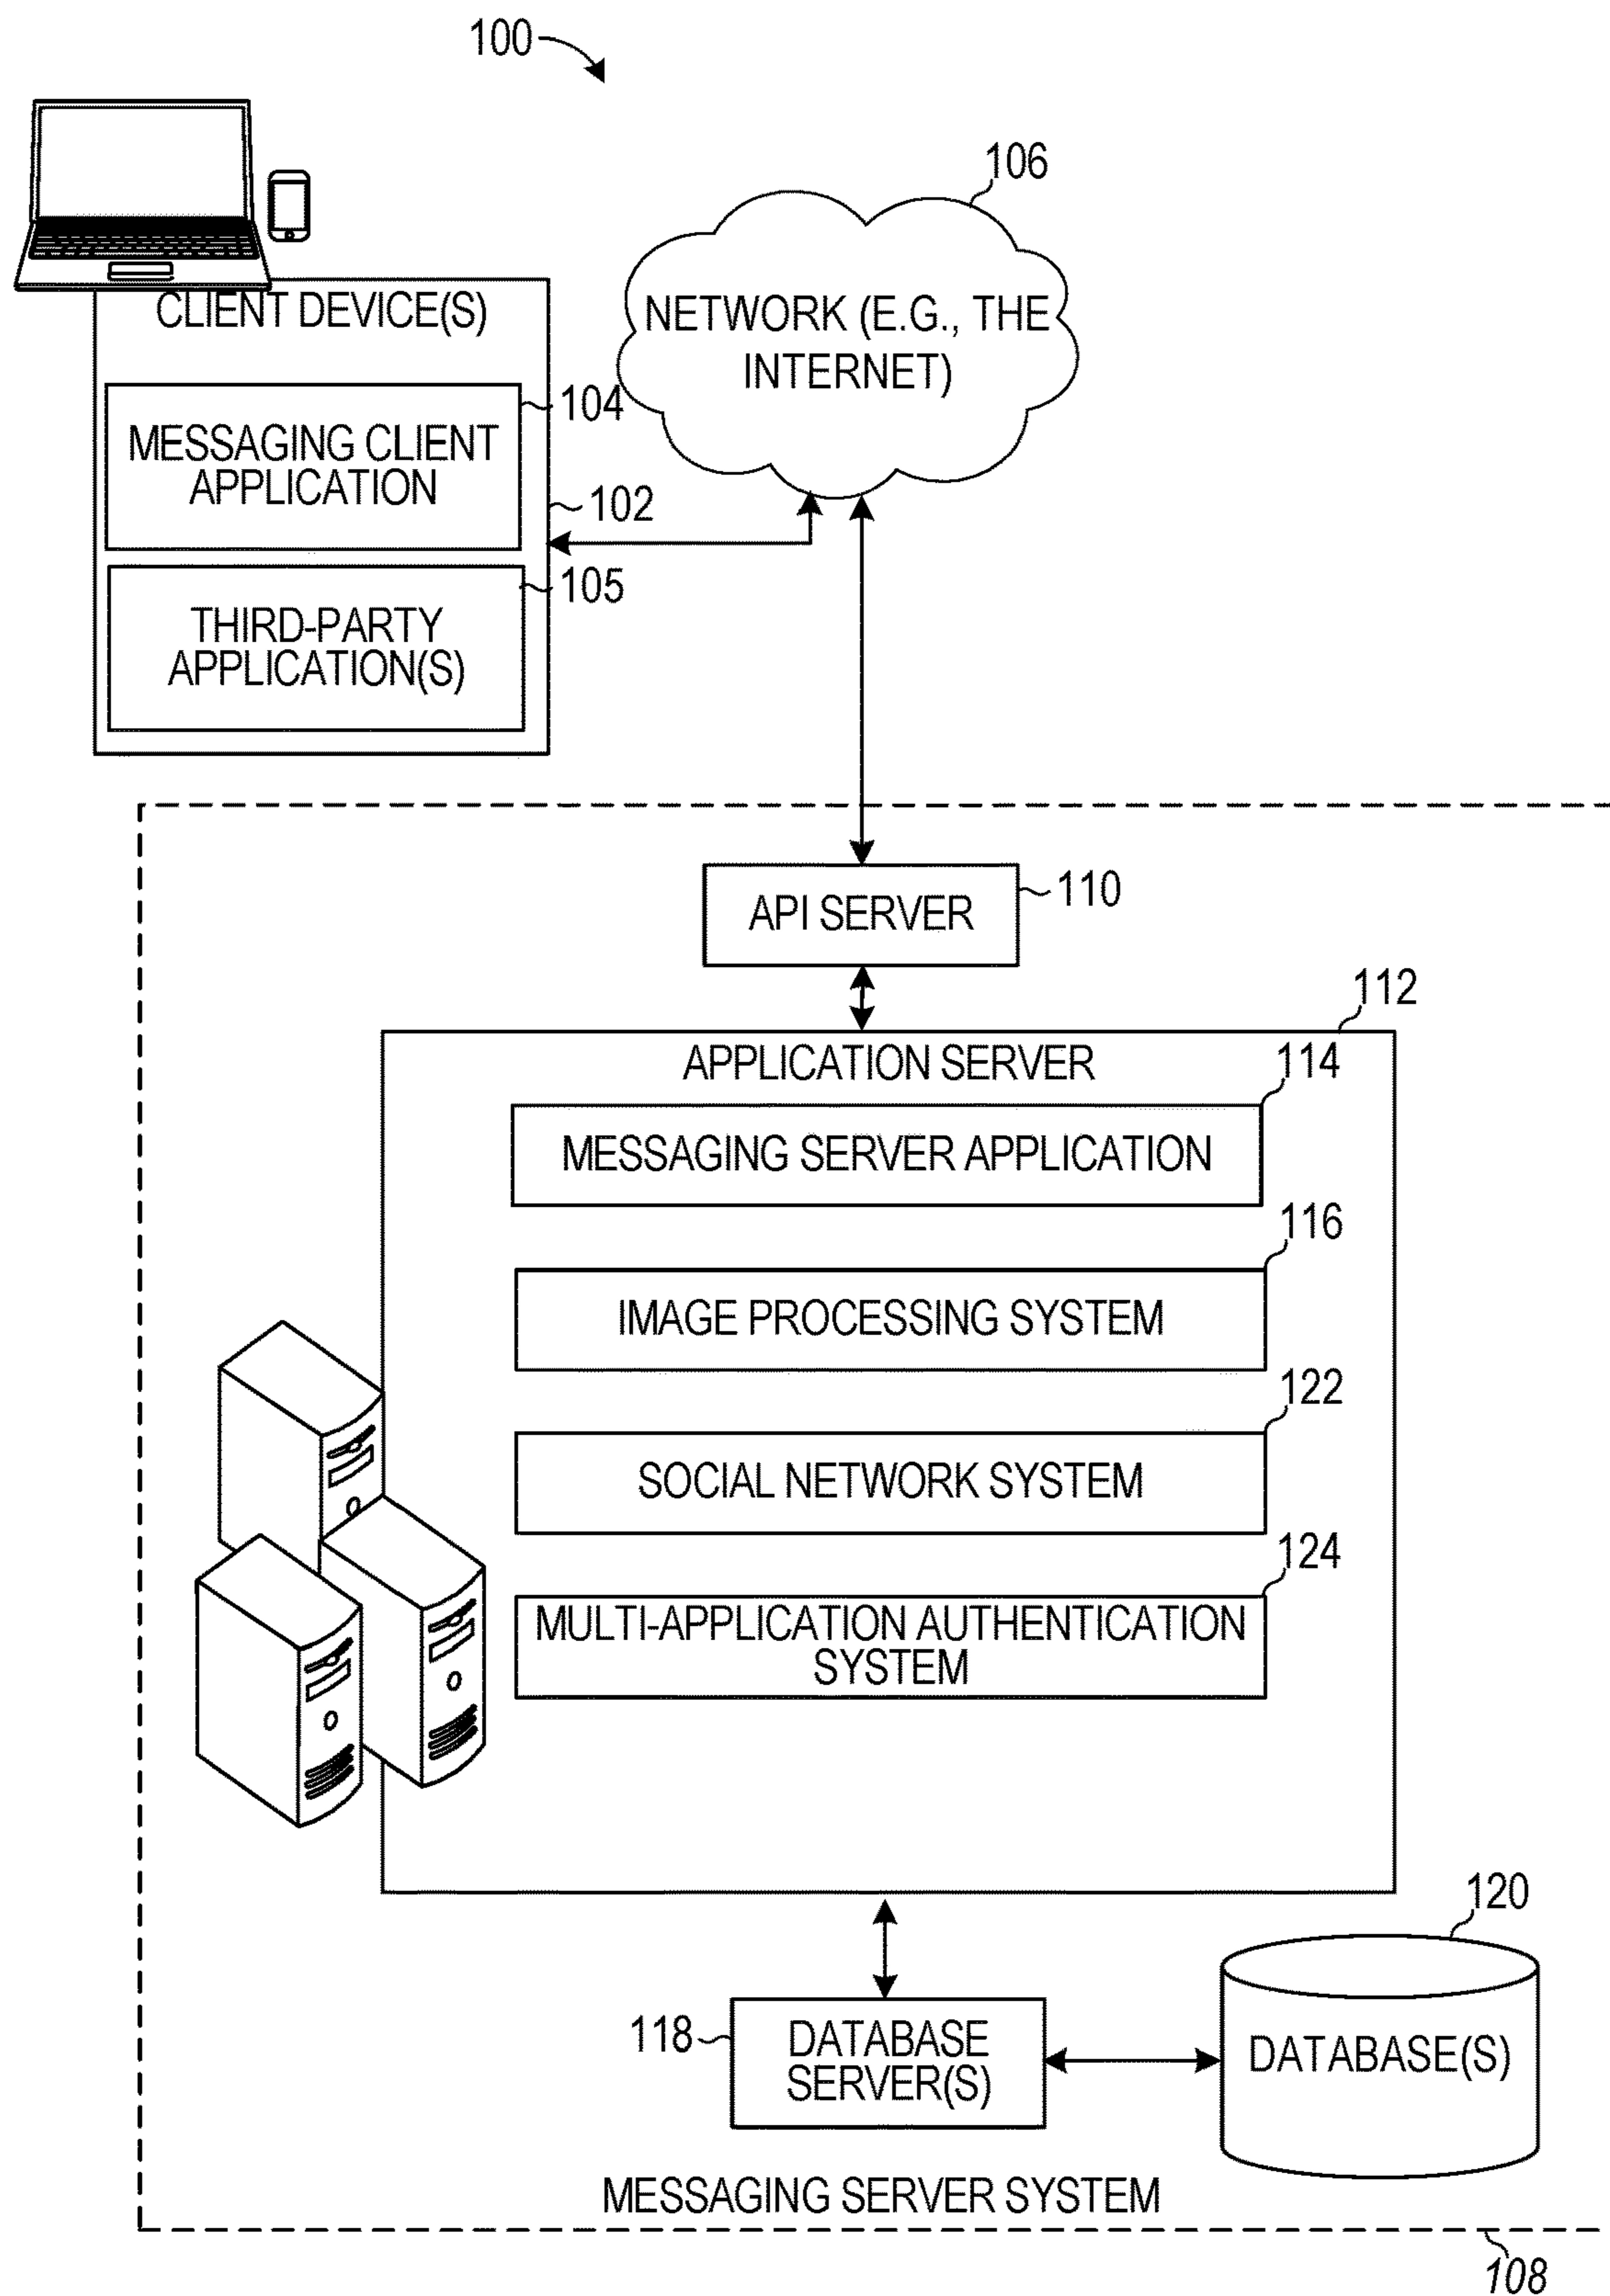 100
106
CLIENT DEVICE(S)
NETWORK (E.G., THE
INTERNET)
104
MESSAGING CLIENT
APPLICATION
102
105
THIRD-PARTY
APPLICATION(S)
API SERVER
110
112
APPLICATION SERVER
114
MESSAGING SERVER APPLICATION
116
IMAGE PROCESSING SYSTEM
122
SOCIAL NETWORK SYSTEM
124
MULTI-APPLICATION AUTHENTICATION
SYSTEM
120
118
DATABASE
SERVER(S)
DATABASE(S)
MESSAGING SERVER SYSTEM
108